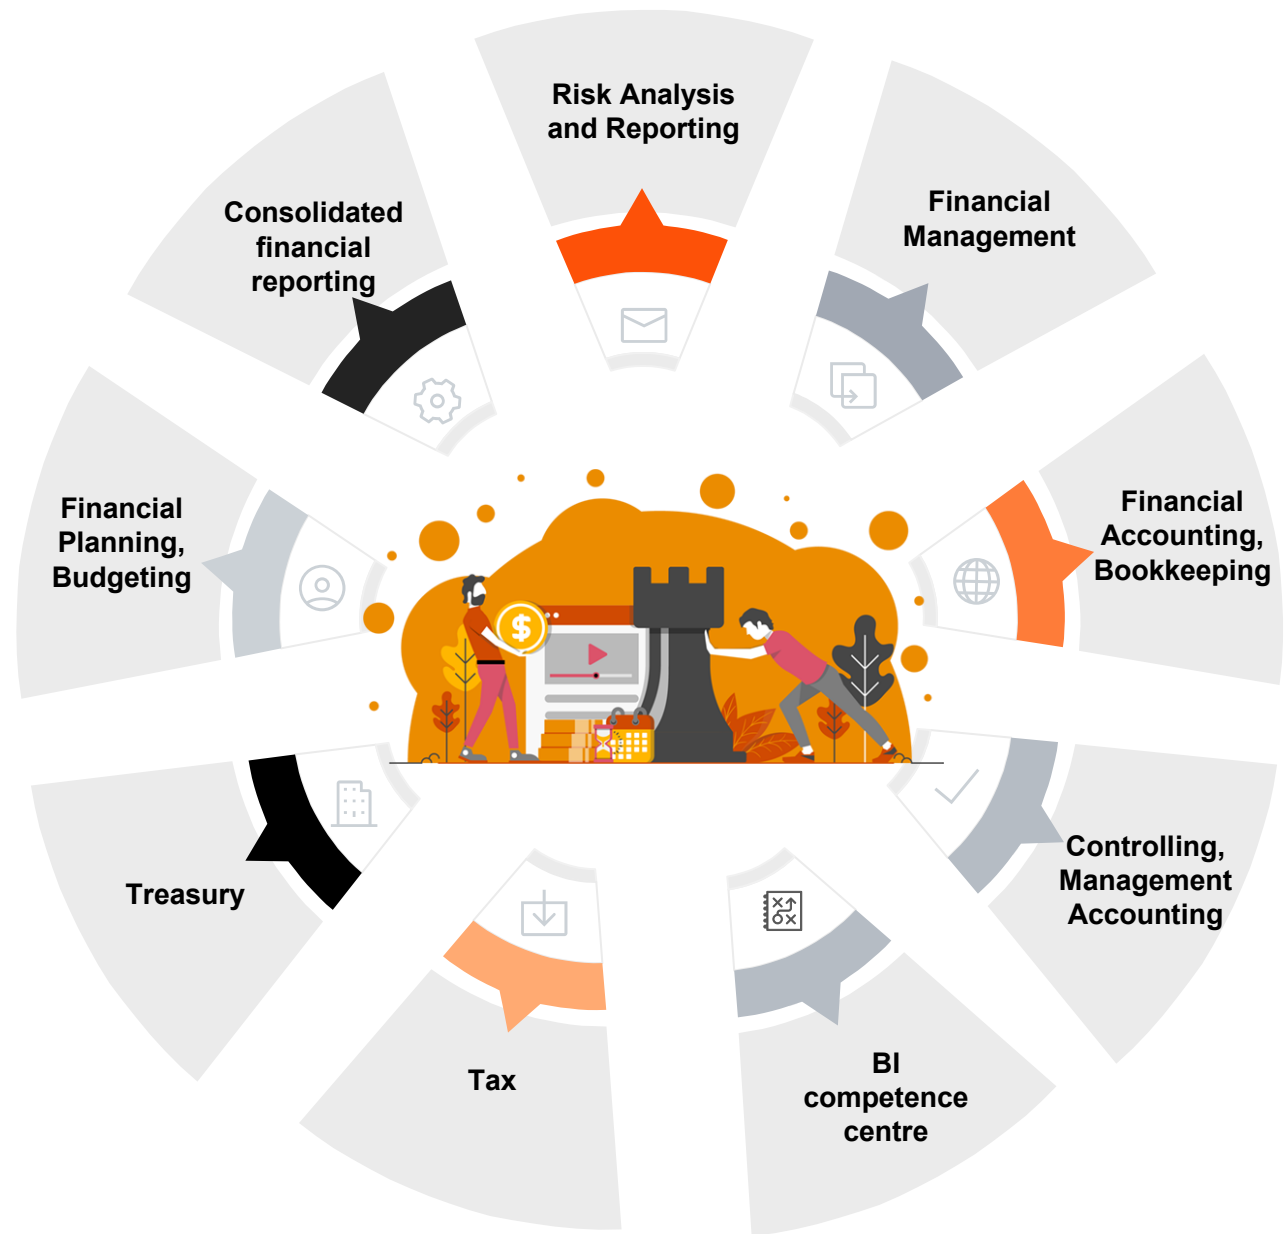 Risk Analysis
and Reporting
Financial
Management
Financial
Accounting,
Bookkeeping
Controlling,
Management
Accounting
BI
competence
centre
Tax
Treasury
Financial
Planning,
Budgeting
Consolidated
financial
reporting
$